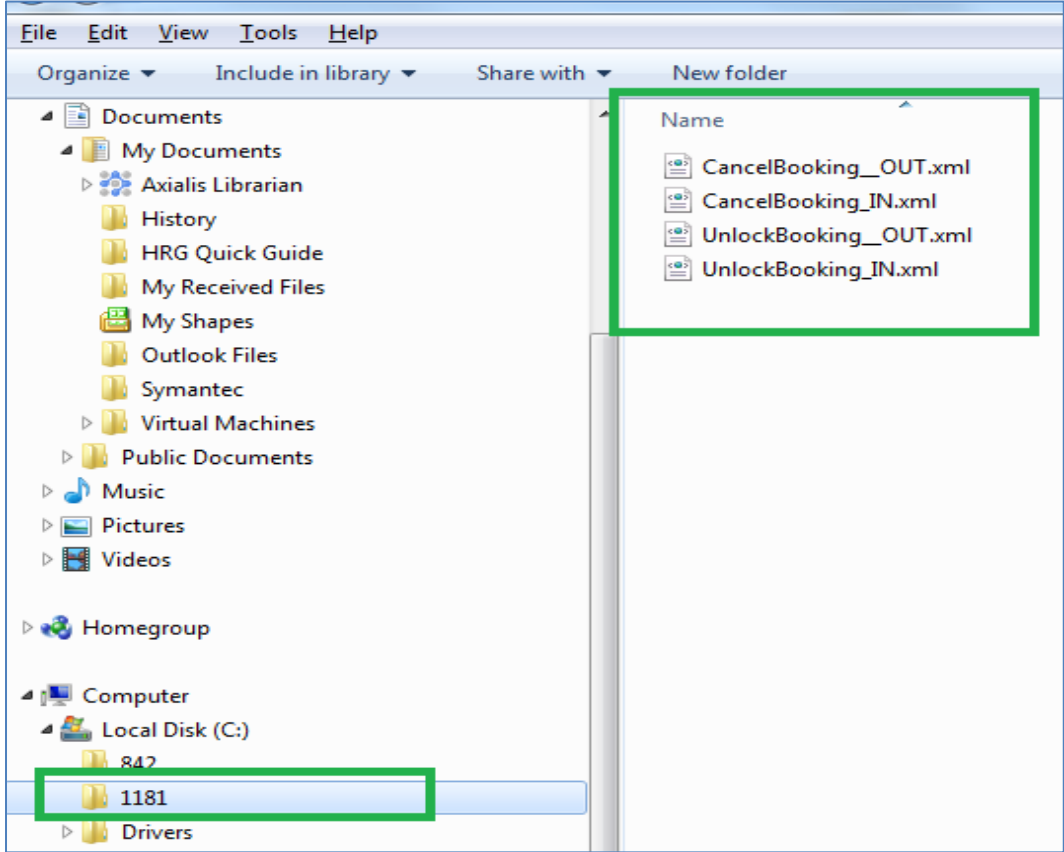 File Edit View Tools Help
Organize Include in library Share with New folder
Documents
My Documents
Axialis Librarian
History
HRG Quick Guide
My Received Files
My Shapes
Outlook Files
Symantec
Virtual Machines
Public Documents
Music
Pictures
Videos
Homegroup
Computer
Local Disk (C:)
842
1181
Drivers
Name
CancelBooking__OUT.xml
CancelBooking_IN.xml
UnlockBooking__OUT.xml
UnlockBooking_IN.xml